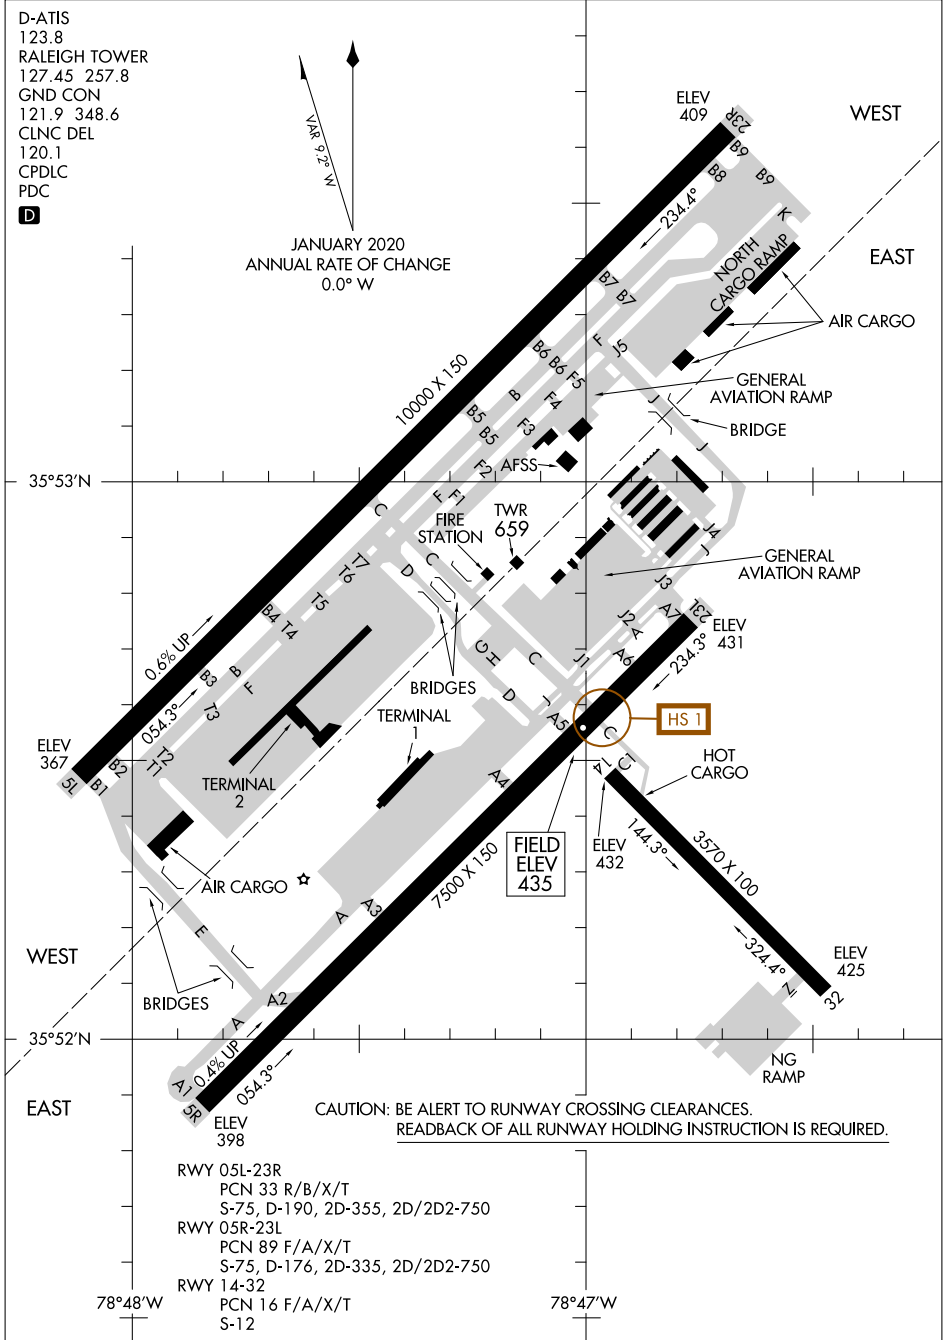 D-ATIS
123.8
RALEIGH TOWER
127.45 257.8
GND CON
121.9 348.6
CLNC DEL
120.1
CPDLC
PDC
D
VAR 9.2° W
JANUARY 2020
ANNUAL RATE OF CHANGE
0.0° W
ELEV
409
23R
WEST
EAST
B9
B8
B9
K
234.4°
NORTH
CARGO RAMP
AIR CARGO
B7
B7
F
J5
B6
B6
F5
GENERAL
AVIATION RAMP
10000 X 150
B
F4
J
BRIDGE
B5
B5
F3
J
AFSS
F2
35°53'N
F
F1
C
FIRE
STATION
TWR
659
J4
J
GENERAL
AVIATION RAMP
T7
T6
D
C
J3
T5
B4
T4
J2
A
A7
23L
ELEV
431
0.6% UP
G
H
C
J1
A6
234.3°
B3
B
F
BRIDGES
D
J
HS 1
054.3°
T3
TERMINAL
1
A5
C
ELEV
367
5L
B1
B2
T2
T1
TERMINAL
2
A4
14
C1
HOT
CARGO
7500 X 150
FIELD
ELEV
435
ELEV
432
144.3°
3570 X 100
AIR CARGO
A
A3
E
WEST
324.4°
ELEV
425
BRIDGES
A2
Z
32
A
35°52'N
0.4% UP
054.3°
A1
5R
NG
RAMP
EAST
ELEV
398
CAUTION: BE ALERT TO RUNWAY CROSSING CLEARANCES.
READBACK OF ALL RUNWAY HOLDING INSTRUCTION IS REQUIRED.
RWY 05L-23R
PCN 33 R/B/X/T
S-75, D-190, 2D-355, 2D/2D2-750
RWY 05R-23L
PCN 89 F/A/X/T
S-75, D-176, 2D-335, 2D/2D2-750
RWY 14-32
PCN 16 F/A/X/T
S-12
78°48'W
78°47'W